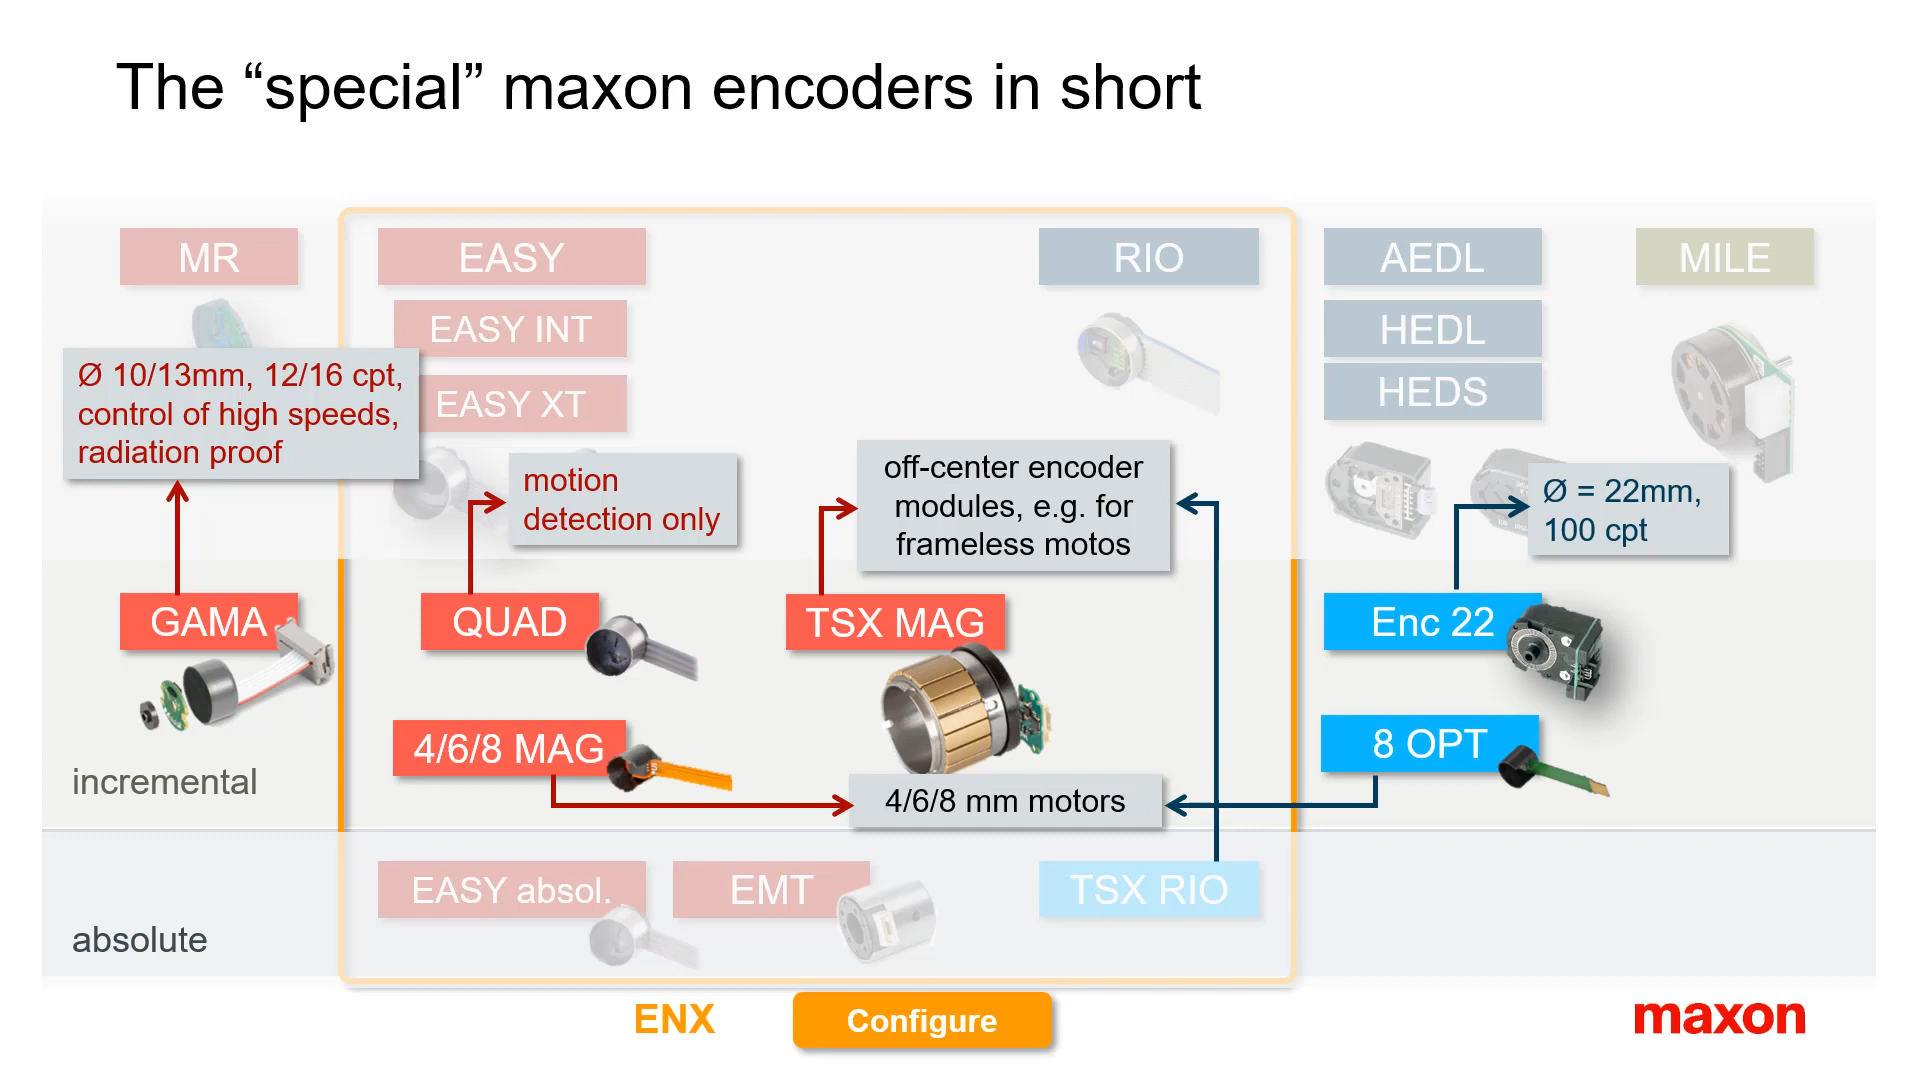 The “special” maxon encoders in short
MR
EASY
RIO
AEDL
MILE
EASY INT
HEDL
EASY XT
HEDS
Ø 10/13mm, 12/16 cpt,
control of high speeds,
radiation proof
motion
detection only
off-center encoder
modules, e.g. for
frameless motos
Ø = 22mm,
100 cpt
GAMA
QUAD
TSX MAG
Enc 22
4/6/8 MAG
8 OPT
incremental
4/6/8 mm motors
EASY absol.
EMT
TSX RIO
absolute
ENX
Configure
maxon